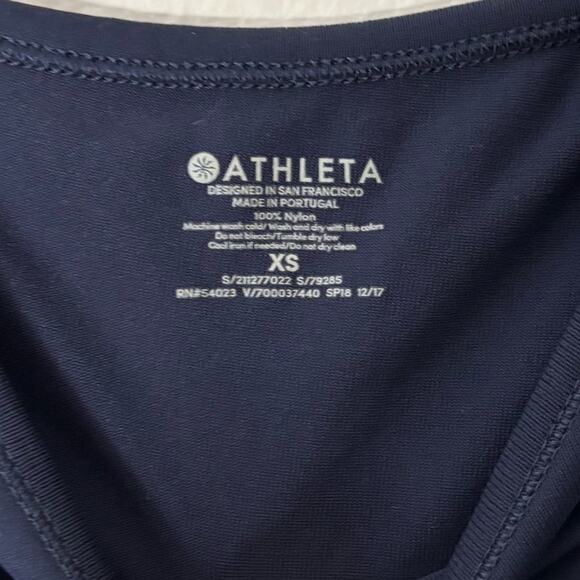 ATHLETA
DESIGNED IN SAN FRANCISCO
MADE IN PORTUGAL
100% Nylon
Machine wash cold/ Wash and dry with like colors
Do not bleach/Tumble dry low
Cool iron if needed/Do not dry clean
XS
S/211277022 S/79285
RN#54023 V/700037440 SP18 12/17